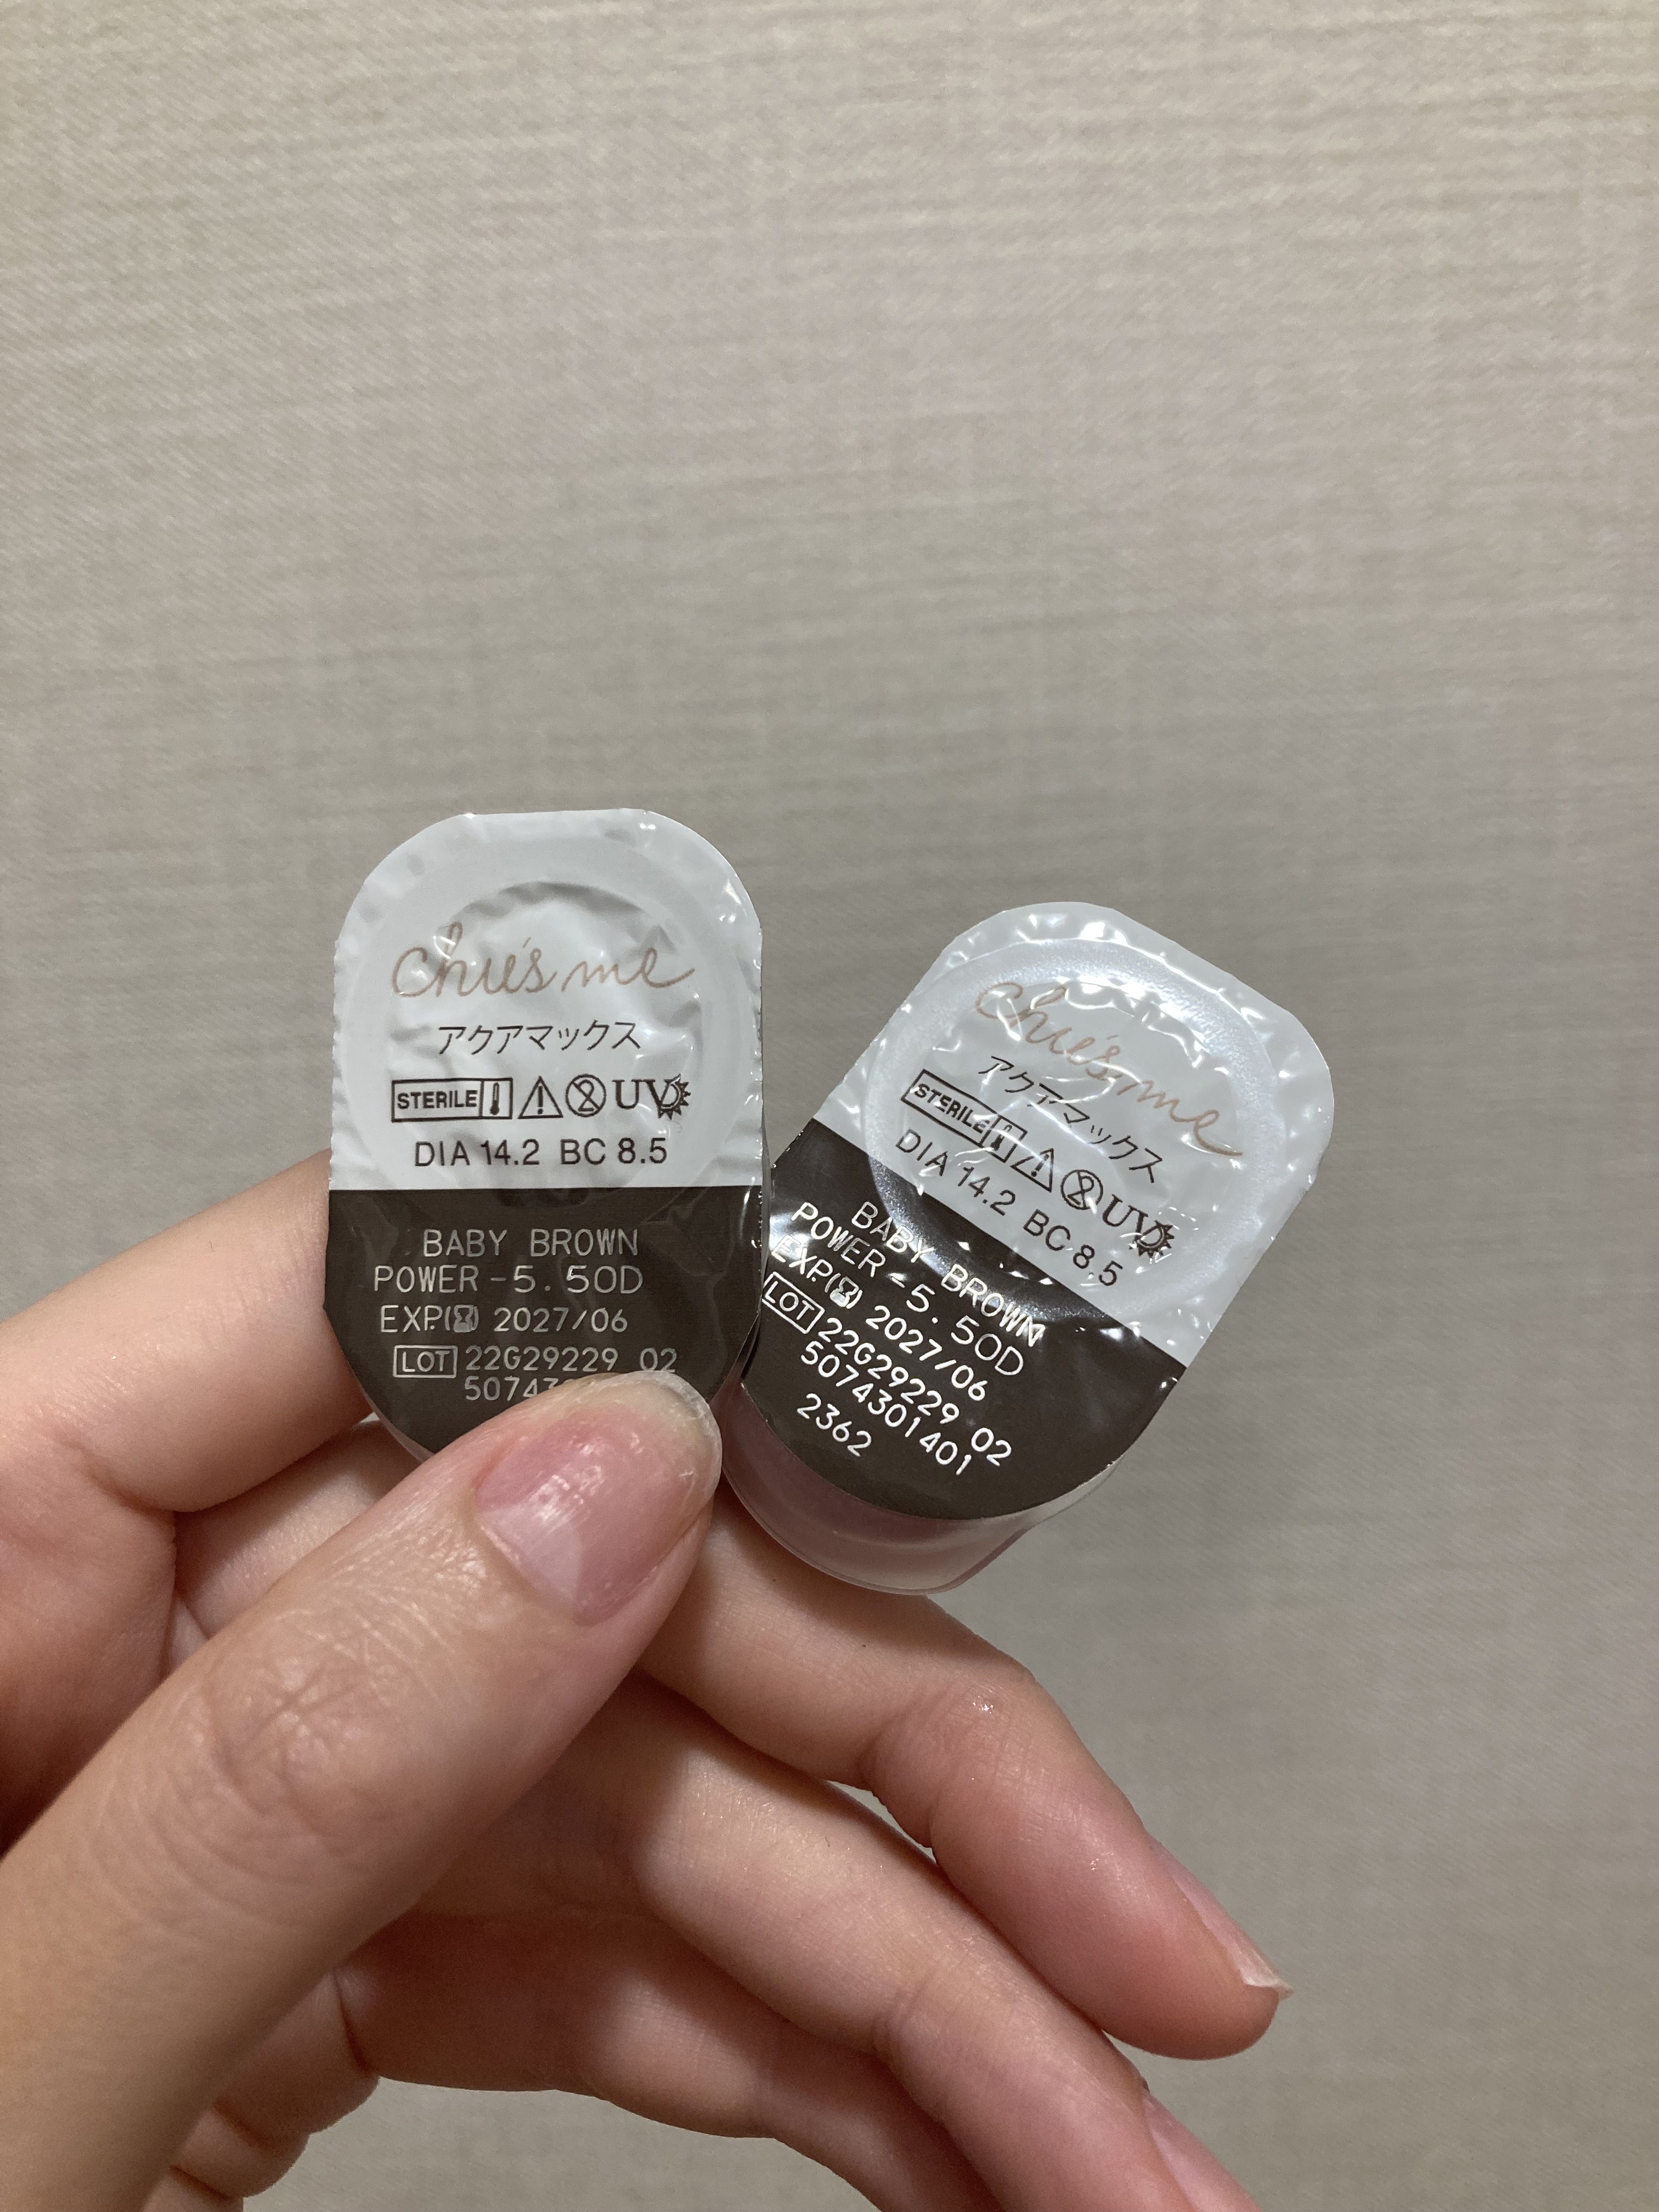 chu's me
アクアマックス
STERILE UV
DIA 14.2 BC 8.5
BABY BROWN
POWER -5.50D
EXP. 2027/06
LOT 22G29229 02
chu's me
アクアマックス
STERILE UV
DIA 14.2 BC 8.5
BABY BROWN
POWER -5.50D
EXP. 2027/06
LOT 22G29229 02
5074301401
2362